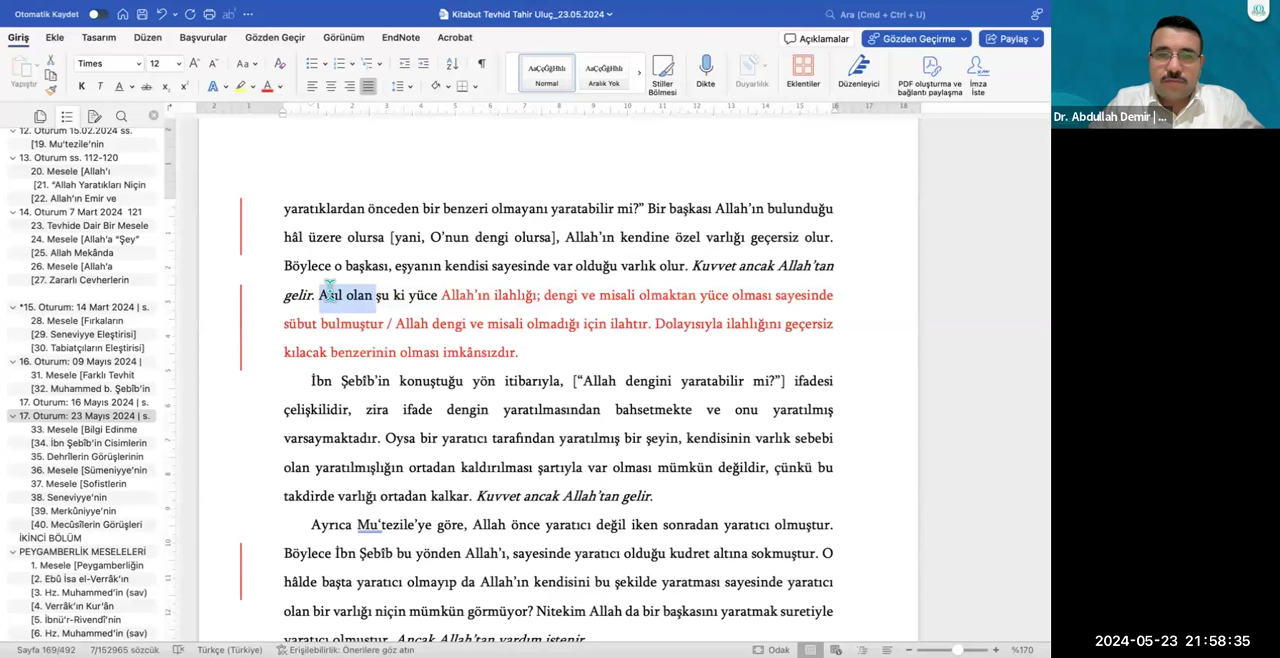 Otomatik Kaydet
Kitabut Tevhid Tahir Uluç_23.05.2024
Ara (Cmd + Ctrl + U)
Giriş Ekle Tasarım Düzen Başvurular Gözden Geçir Görünüm EndNote Acrobat
Açıklamalar Gözden Geçirme Paylaş
Yapıştır
Times 12
AaÇçĞğHhIı AaÇçĞğHhIı
Normal Aralık Yok
Stiller Bölmesi
Dikte
Duyarlılık
Eklentiler
Düzenleyici
PDF oluşturma ve bağlantı paylaşma
İmza İste
Dr. Abdullah Demir | ...
12. Oturum 15.02.2024 ss.
[19. Mu‘tezile’nin
13. Oturum ss. 112-120
20. Mesele [Allah’ı
[21. “Allah Yaratıkları Niçin
[22. Allah’ın Emir ve
14. Oturum 7 Mart 2024 121
23. Tevhide Dair Bir Mesele
24. Mesele [Allah’a “Şey”
[25. Allah Mekânda
26. Mesele [Allah’a
[27. Zararlı Cevherlerin
*15. Oturum: 14 Mart 2024 | s.
28. Mesele [Fırkaların
[29. Seneviyye Eleştirisi]
[30. Tabiatçıların Eleştirisi]
16. Oturum: 09 Mayıs 2024 |
31. Mesele [Farklı Tevhit
[32. Muhammed b. Şebîb’in
17. Oturum: 16 Mayıs 2024 | s.
17. Oturum: 23 Mayıs 2024 | s.
33. Mesele [Bilgi Edinme
[34. İbn Şebîb’in Cisimlerin
35. Dehrîlerin Görüşlerinin
36. Mesele [Sümeniyye’nin
37. Mesele [Sofistlerin
38. Seneviyye’nin
[39. Merkûniyye’nin
[40. Mecûsîlerin Görüşleri
İKİNCİ BÖLÜM
PEYGAMBERLİK MESELELERİ
1. Mesele [Peygamberliğin
[2. Ebû İsa el-Verrâk’ın
[3. Hz. Muhammed’in (sav)
[4. Verrâk’ın Kur’ân
[5. İbnü’r-Rivendî’nin
[6. Hz. Muhammed’in (sav)
yaratıklardan önceden bir benzeri olmayanı yaratabilir mi?” Bir başkası Allah’ın bulunduğu
hâl üzere olursa [yani, O’nun dengi olursa], Allah’ın kendine özel varlığı geçersiz olur.
Böylece o başkası, eşyanın kendisi sayesinde var olduğu varlık olur. Kuvvet ancak Allah’tan
gelir. Asıl olan şu ki yüce Allah’ın ilahlığı; dengi ve misali olmaktan yüce olması sayesinde
sübut bulmuştur / Allah dengi ve misali olmadığı için ilahtır. Dolayısıyla ilahlığını geçersiz
kılacak benzerinin olması imkânsızdır.
İbn Şebîb’in konuştuğu yön itibarıyla, [“Allah dengini yaratabilir mi?”] ifadesi
çelişkilidir, zira ifade dengin yaratılmasından bahsetmekte ve onu yaratılmış
varsaymaktadır. Oysa bir yaratıcı tarafından yaratılmış bir şeyin, kendisinin varlık sebebi
olan yaratılmışlığın ortadan kaldırılması şartıyla var olması mümkün değildir, çünkü bu
takdirde varlığı ortadan kalkar. Kuvvet ancak Allah’tan gelir.
Ayrıca Mu‘tezile’ye göre, Allah önce yaratıcı değil iken sonradan yaratıcı olmuştur.
Böylece İbn Şebîb bu yönden Allah’ı, sayesinde yaratıcı olduğu kudret altına sokmuştur. O
hâlde başta yaratıcı olmayıp da Allah’ın kendisini bu şekilde yaratması sayesinde yaratıcı
olan bir varlığı niçin mümkün görmüyor? Nitekim Allah da bir başkasını yaratmak suretiyle
yaratıcı olmuştur. Ancak Allah’tan yardım istenir.
Sayfa 169/492 7/152965 sözcük Türkçe (Türkiye) Erişilebilirlik: Önerilere göz atın Odak %170
2024-05-23 21:58:35